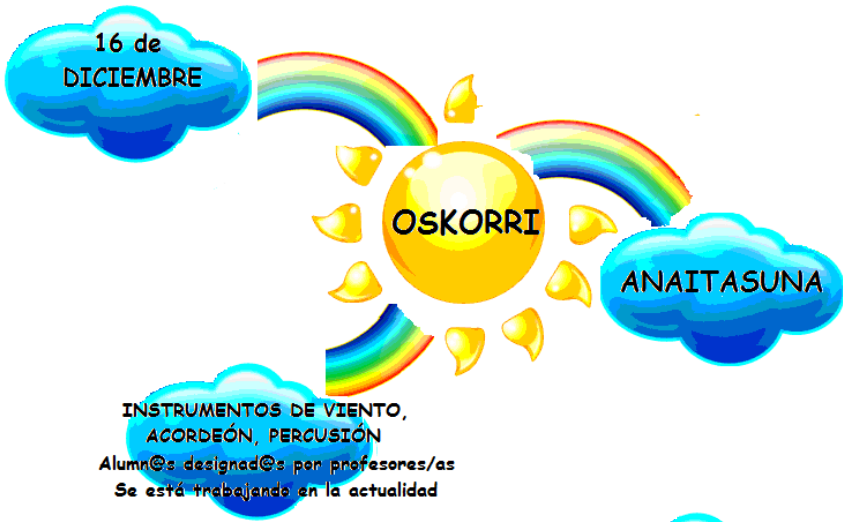 16 de
DICIEMBRE
OSKORRI
ANAITASUNA
INSTRUMENTOS DE VIENTO,
ACORDEÓN, PERCUSIÓN
Alumn@s designad@s por profesores/as
Se está trabajando en la actualidad